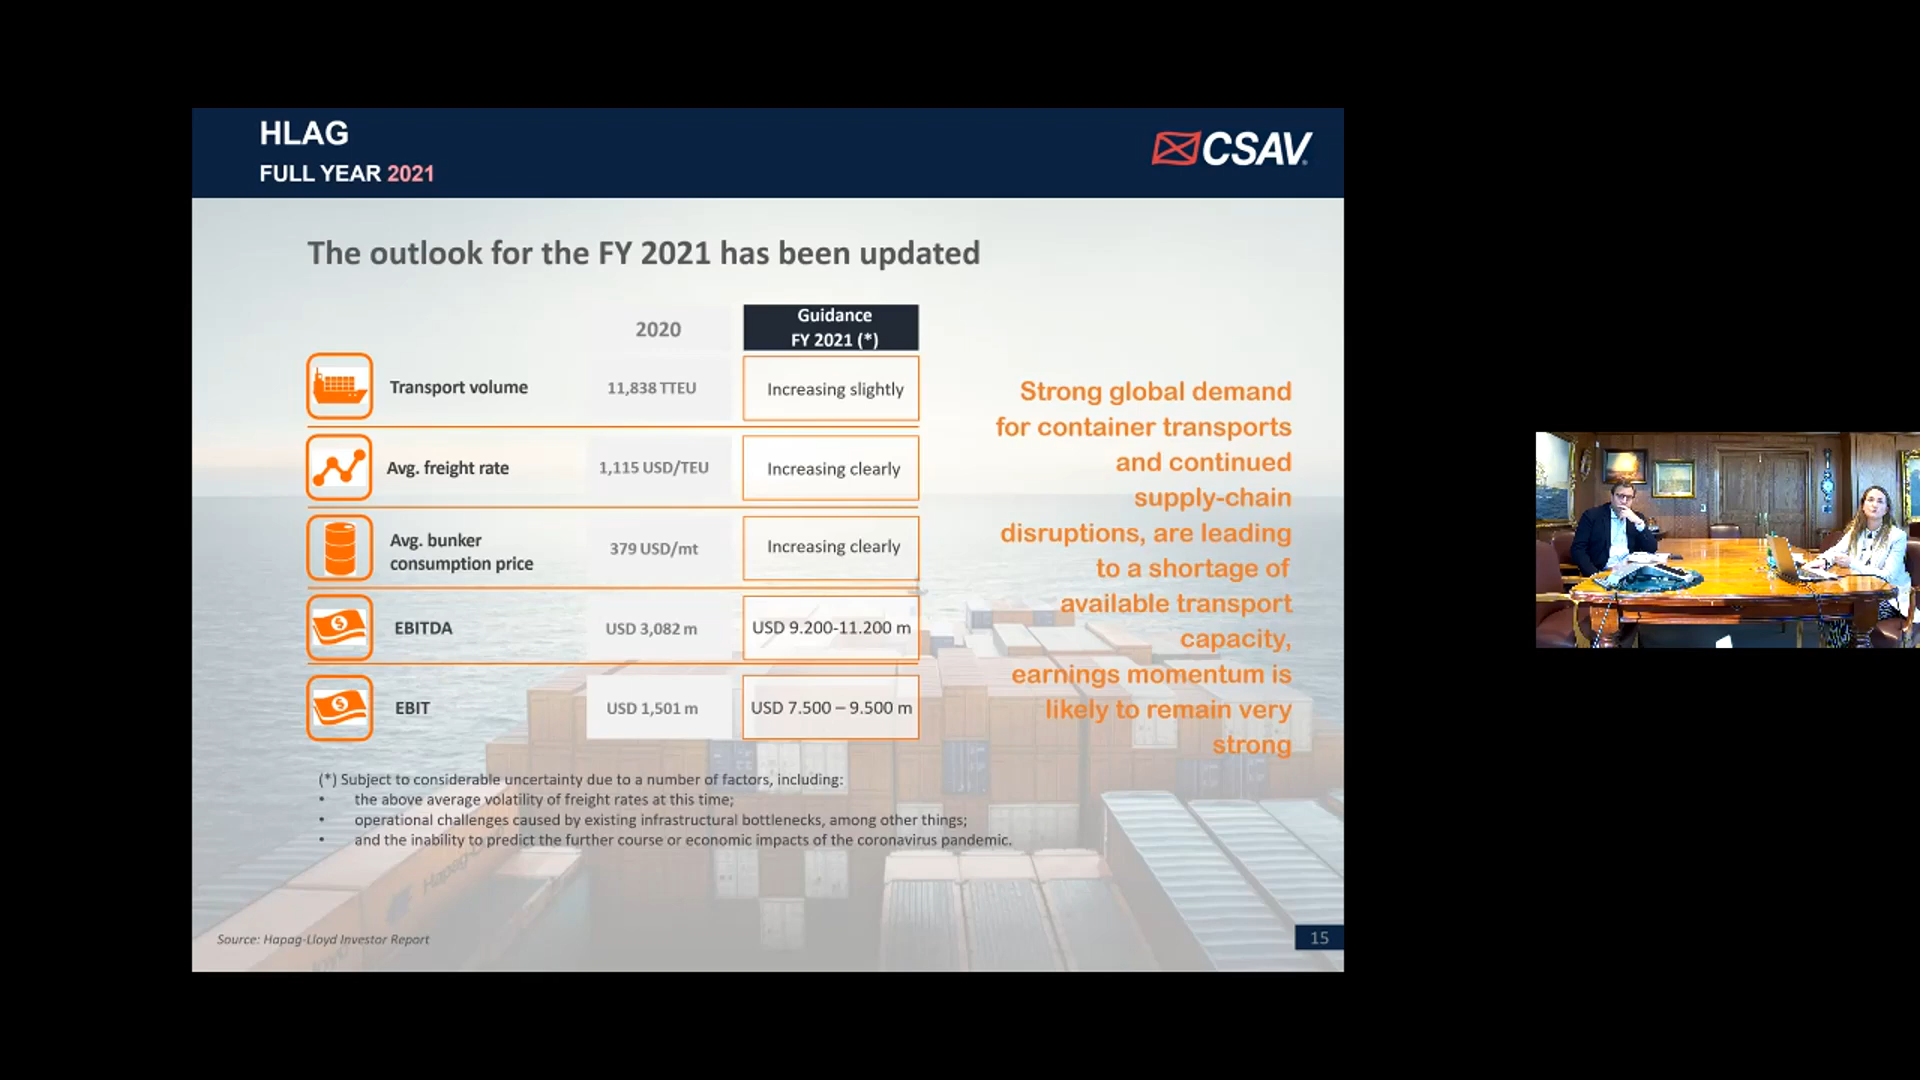 HLAG
FULL YEAR 2021
CSAV
The outlook for the FY 2021 has been updated
2020
Guidance
FY 2021 (*)
Transport volume
11,838 TTEU
Increasing slightly
Avg. freight rate
1,115 USD/TEU
Increasing clearly
Avg. bunker
consumption price
379 USD/mt
Increasing clearly
EBITDA
USD 3,082 m
USD 9.200-11.200 m
EBIT
USD 1,501 m
USD 7.500 – 9.500 m
Strong global demand
for container transports
and continued
supply-chain
disruptions, are leading
to a shortage of
available transport
capacity,
earnings momentum is
likely to remain very
strong
(*) Subject to considerable uncertainty due to a number of factors, including:
• the above average volatility of freight rates at this time;
• operational challenges caused by existing infrastructural bottlenecks, among other things;
• and the inability to predict the further course or economic impacts of the coronavirus pandemic.
Source: Hapag-Lloyd Investor Report
15